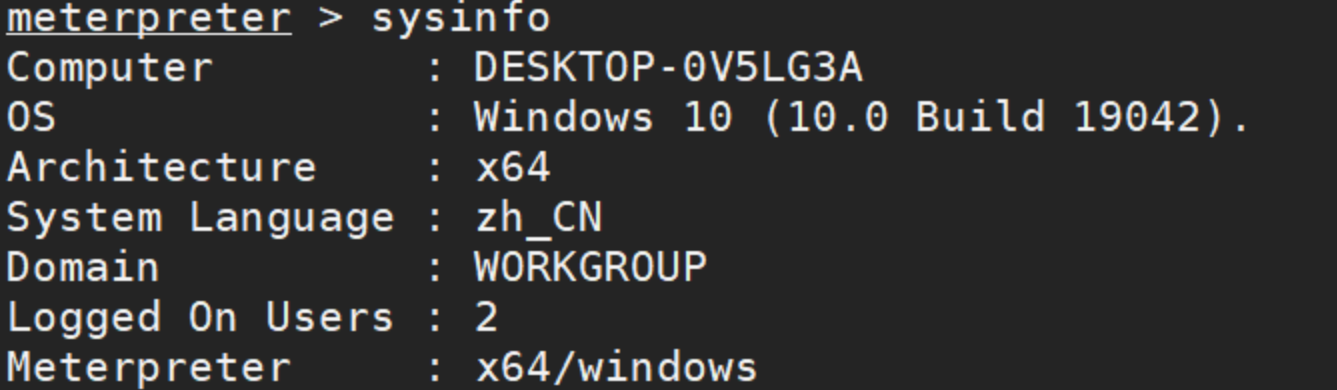 meterpreter > sysinfo
Computer : DESKTOP-0V5LG3A
OS : Windows 10 (10.0 Build 19042).
Architecture : x64
System Language : zh_CN
Domain : WORKGROUP
Logged On Users : 2
Meterpreter : x64/windows